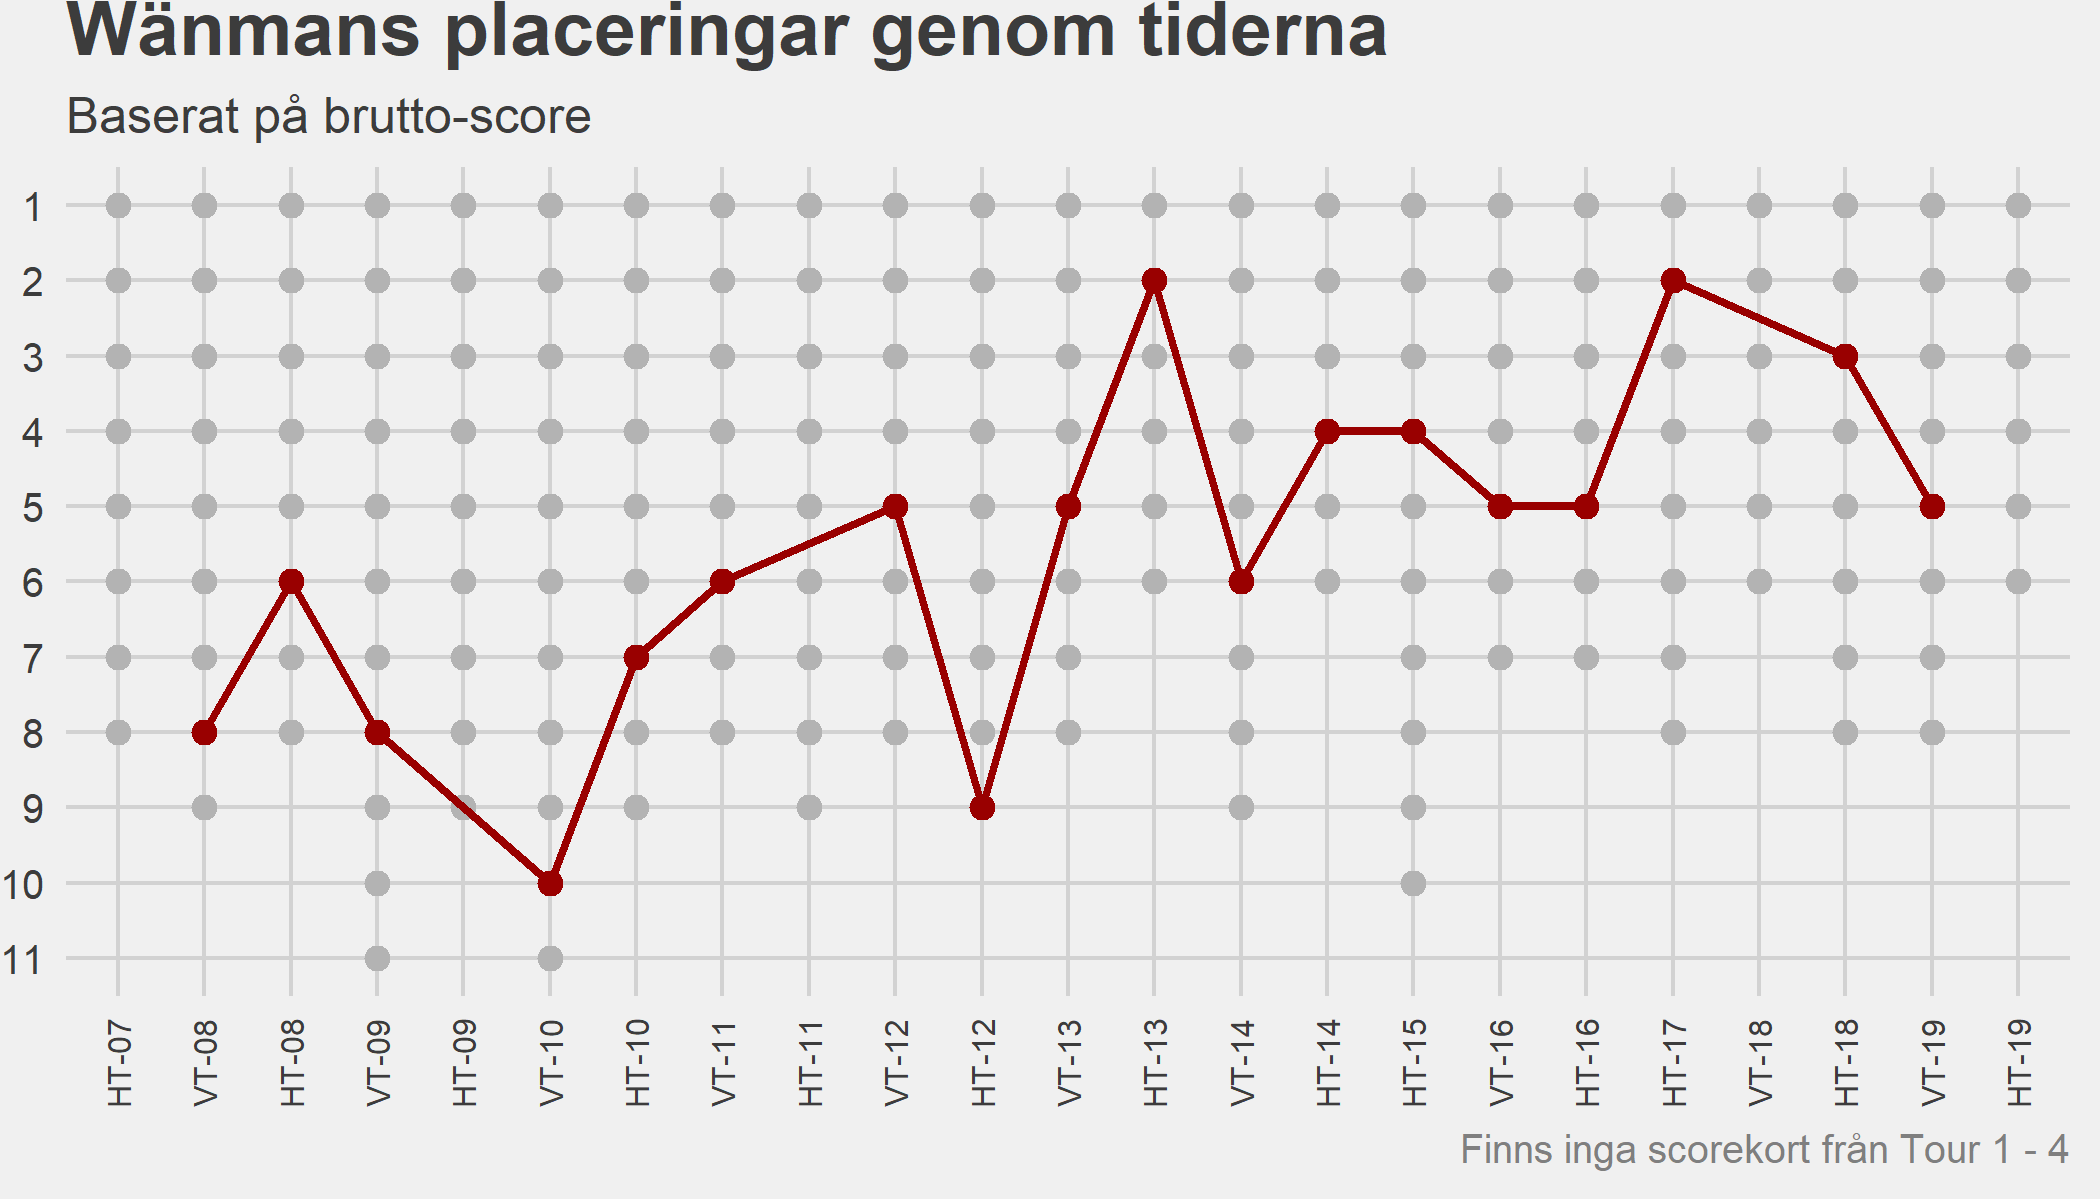 Wänmans placeringar genom tiderna
Baserat på brutto-score
1
2
3
4
5
6
7
8
9
10
11
HT-07
VT-08
HT-08
VT-09
HT-09
VT-10
HT-10
VT-11
HT-11
VT-12
HT-12
VT-13
HT-13
VT-14
HT-14
HT-15
VT-16
HT-16
HT-17
VT-18
HT-18
VT-19
HT-19
Finns inga scorekort från Tour 1 - 4